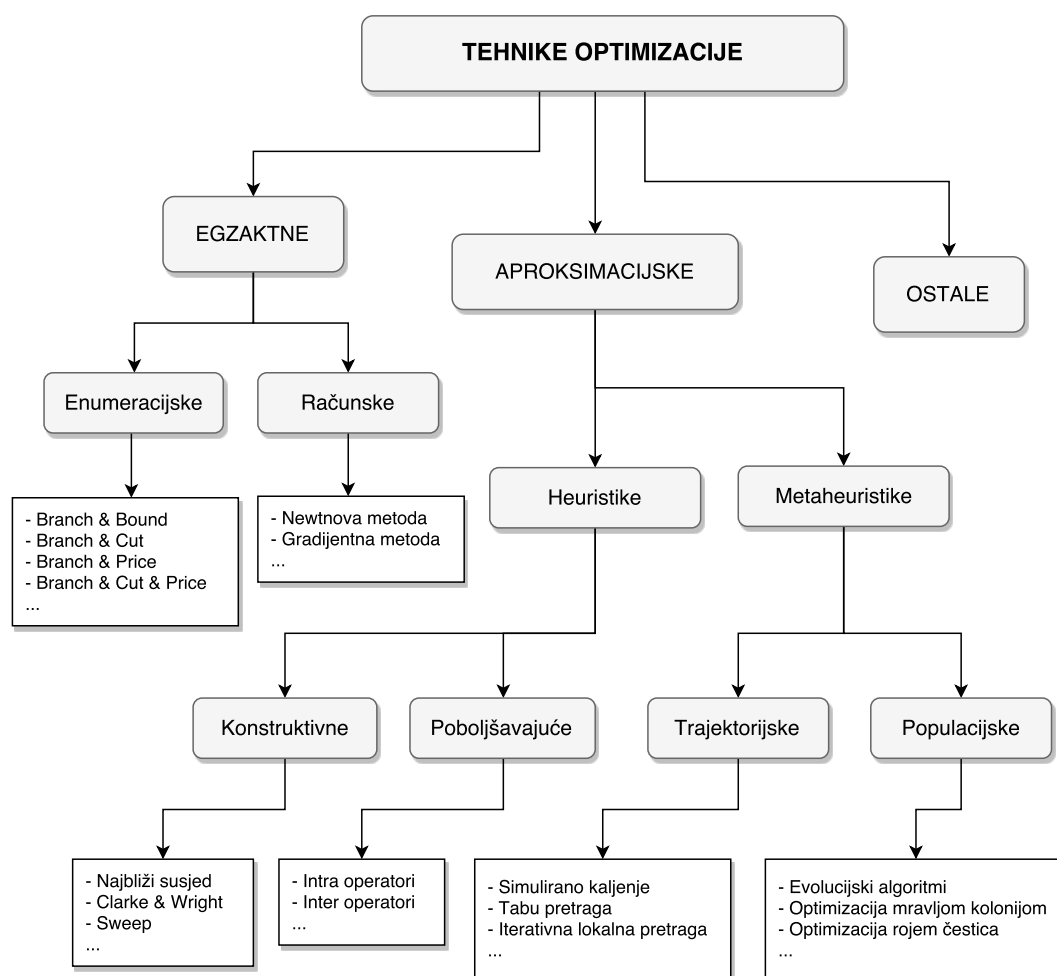 TEHNIKE OPTIMIZACIJE
EGZAKTNE
APROKSIMACIJSKE
OSTALE
Enumeracijske
Računske
- Branch & Bound
- Branch & Cut
- Branch & Price
- Branch & Cut & Price
...
- Newtnova metoda
- Gradijentna metoda
...
Heuristike
Metaheuristike
Konstruktivne
Poboljšavajuće
Trajektorijske
Populacijske
- Najbliži susjed
- Clarke & Wright
- Sweep
...
- Intra operatori
- Inter operatori
...
- Simulirano kaljenje
- Tabu pretraga
- Iterativna lokalna pretraga
...
- Evolucijski algoritmi
- Optimizacija mravljom kolonijom
- Optimizacija rojem čestica
...